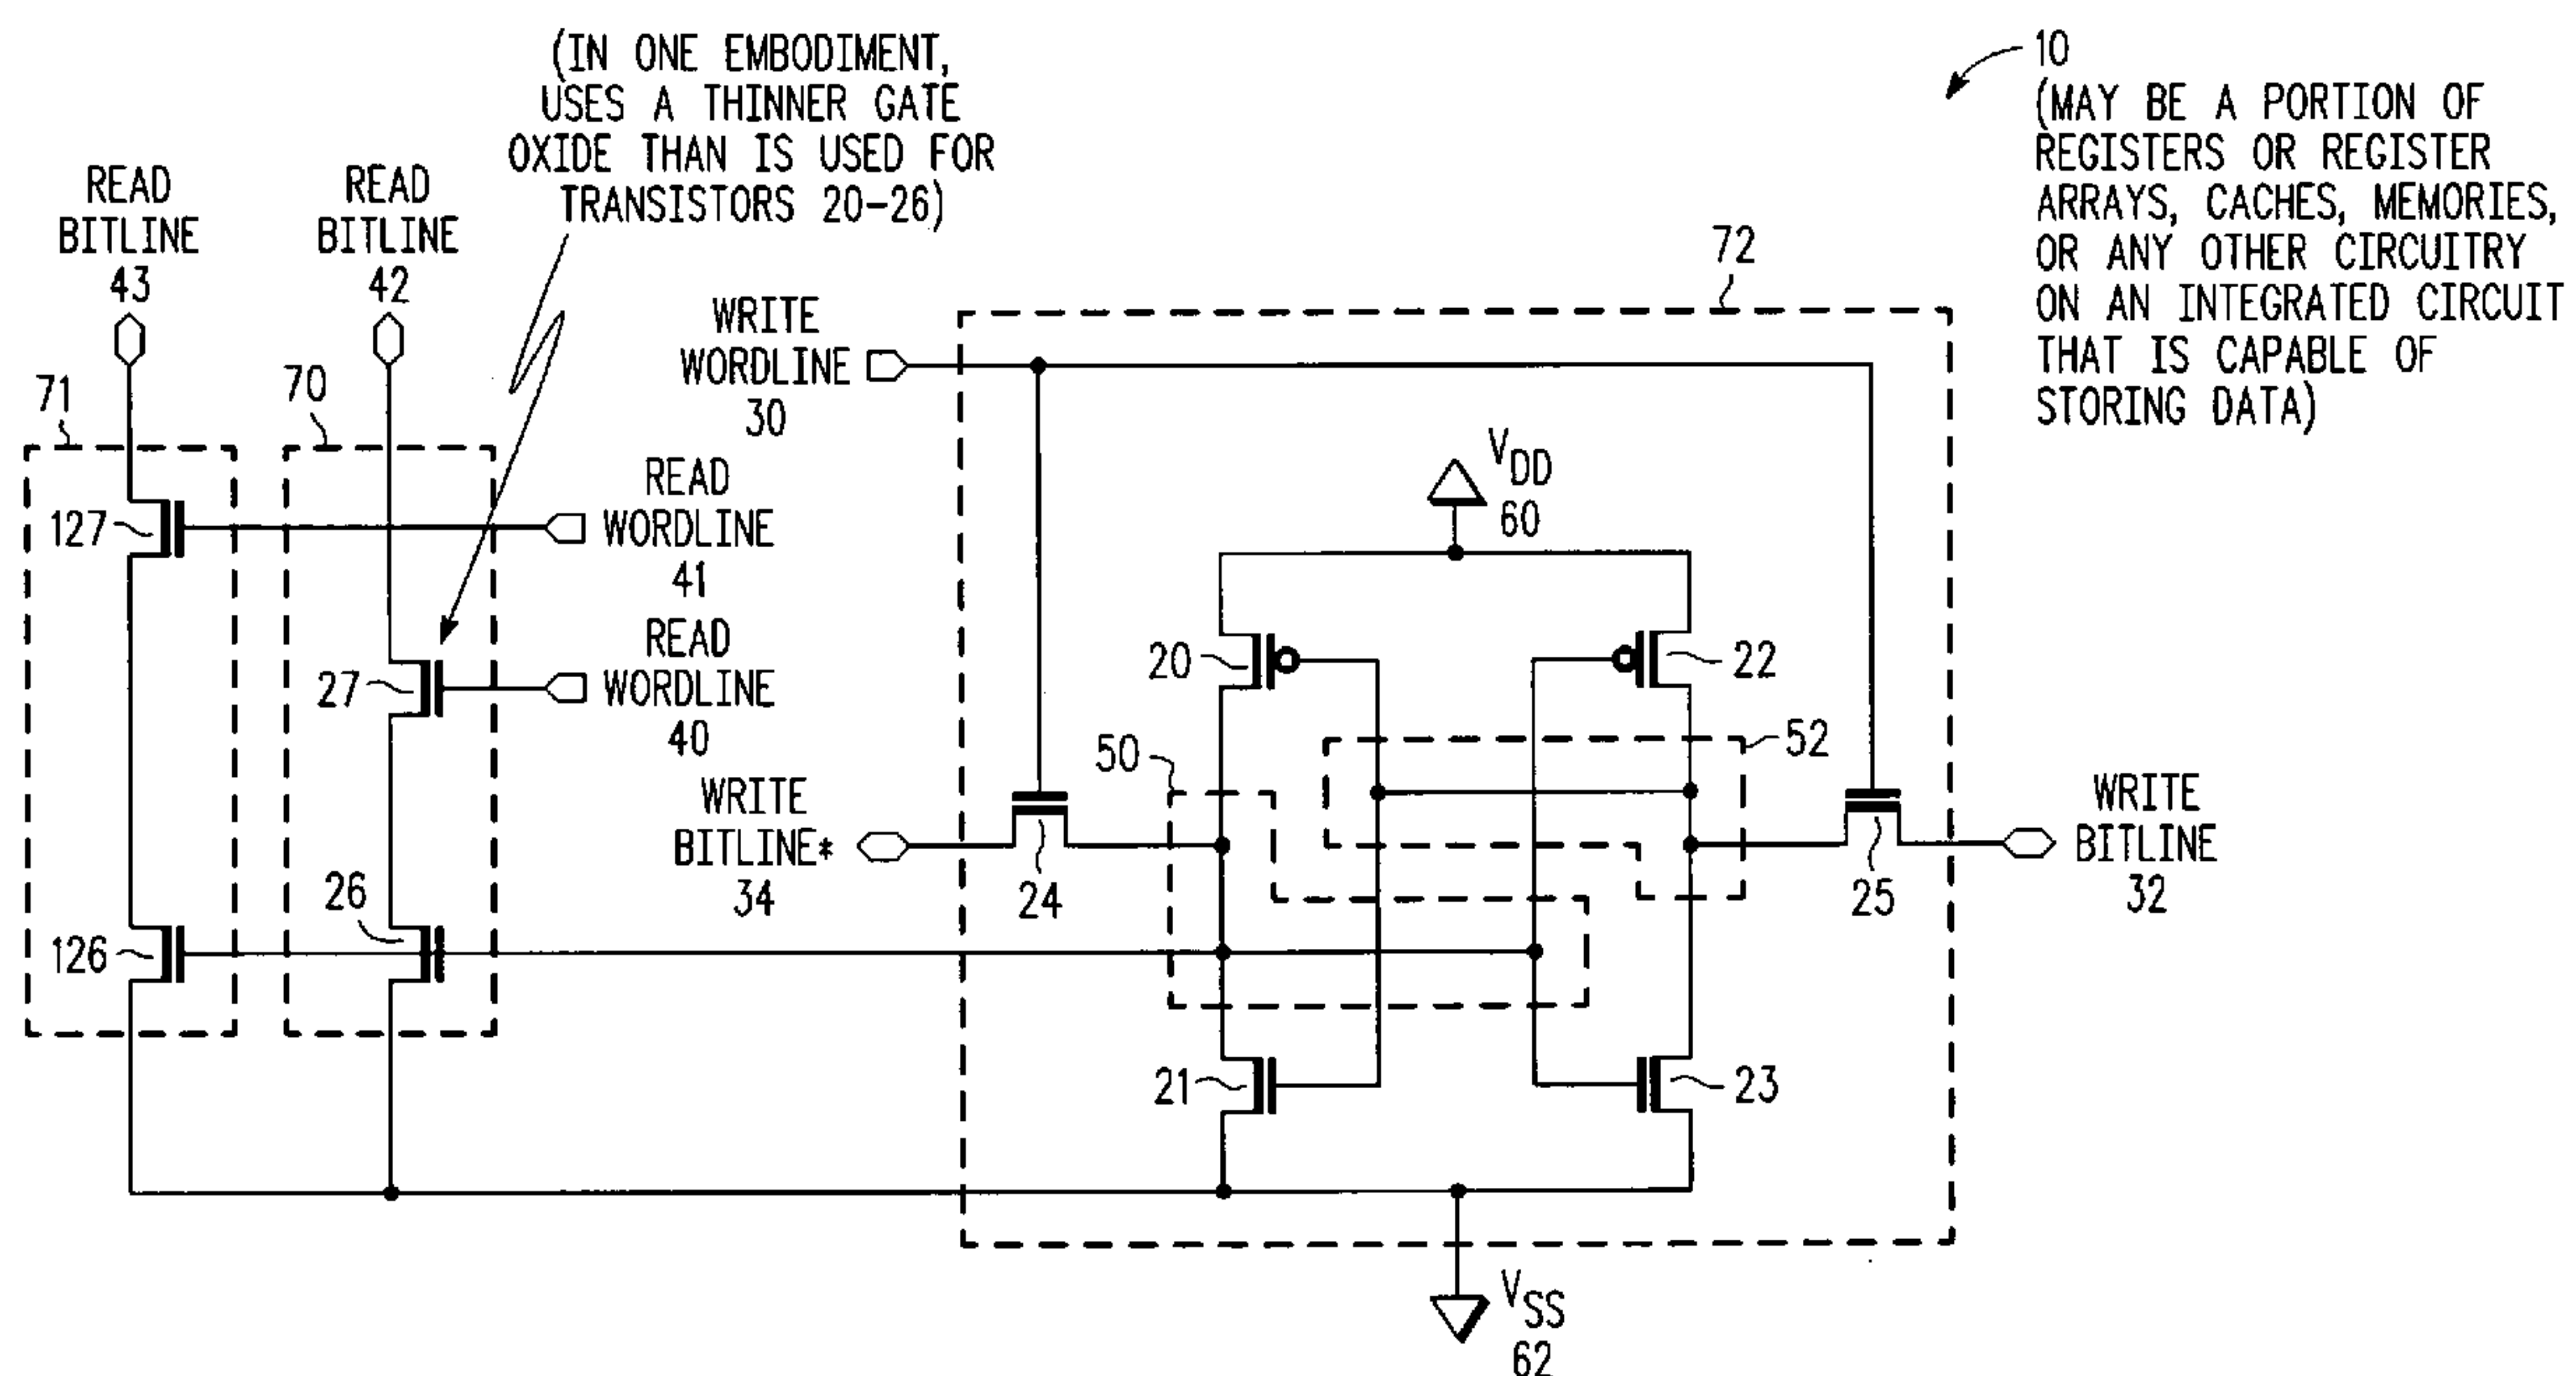 (IN ONE EMBODIMENT,
USES A THINNER GATE
OXIDE THAN IS USED FOR
TRANSISTORS 20-26)
10
(MAY BE A PORTION OF
REGISTERS OR REGISTER
ARRAYS, CACHES, MEMORIES,
OR ANY OTHER CIRCUITRY
ON AN INTEGRATED CIRCUIT
THAT IS CAPABLE OF
STORING DATA)
READ
BITLINE
43
READ
BITLINE
42
71
70
127
27
26
126
READ
WORDLINE
41
READ
WORDLINE
40
WRITE
WORDLINE
30
WRITE
BITLINE*
34
72
VDD
60
20
22
50
52
24
25
21
23
WRITE
BITLINE
32
VSS
62